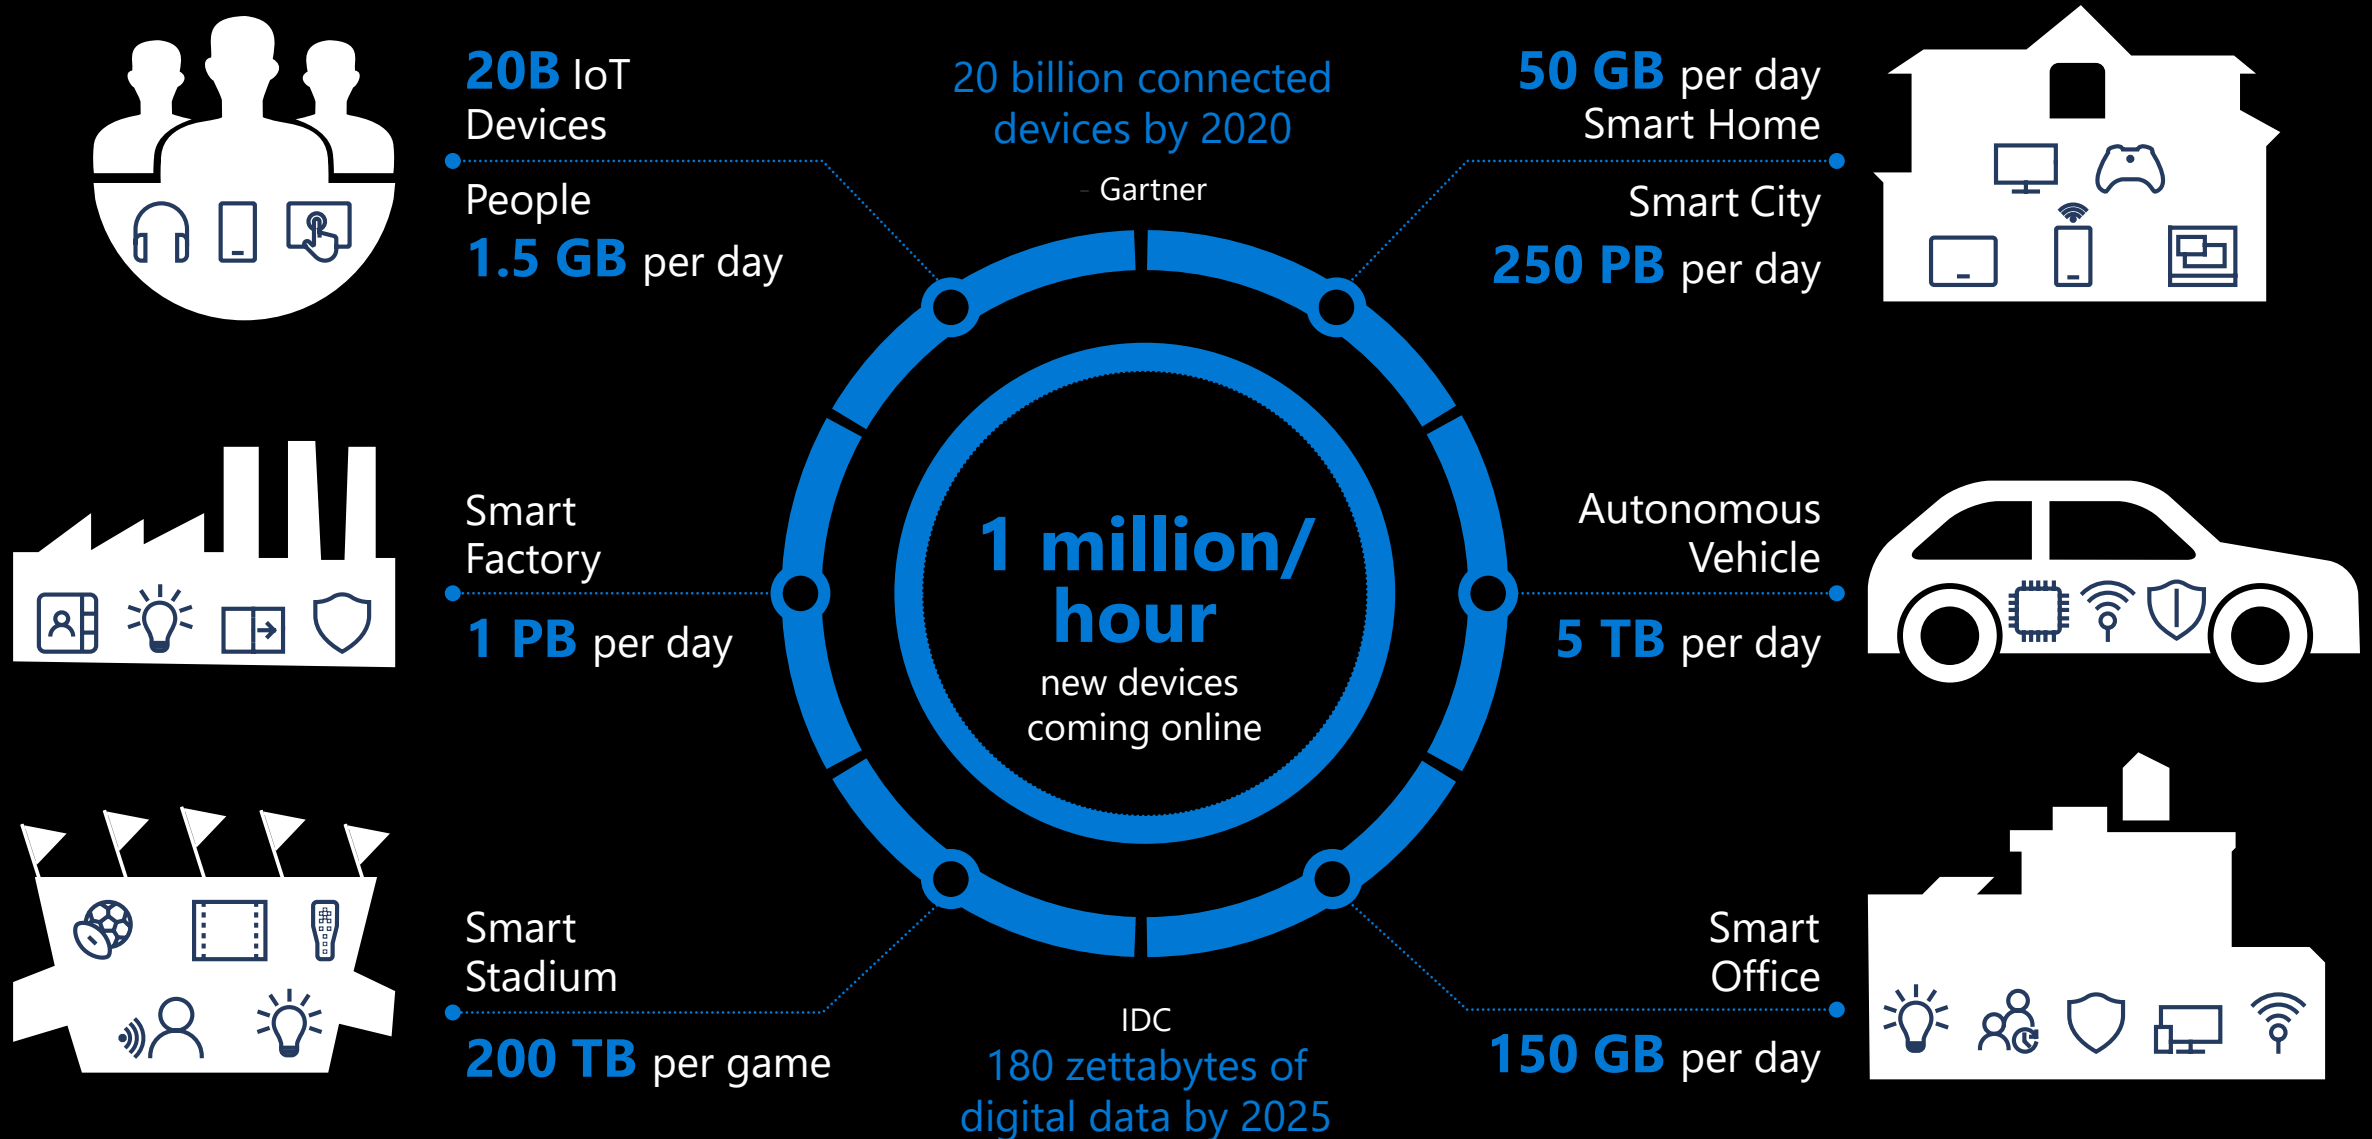 20B IoT
Devices
People
1.5 GB per day
20 billion connected
devices by 2020
- Gartner
50 GB per day
Smart Home
Smart City
250 PB per day
Smart
Factory
1 PB per day
1 million/
hour
new devices
coming online
Autonomous
Vehicle
5 TB per day
Smart
Stadium
200 TB per game
IDC
180 zettabytes of
digital data by 2025
Smart
Office
150 GB per day